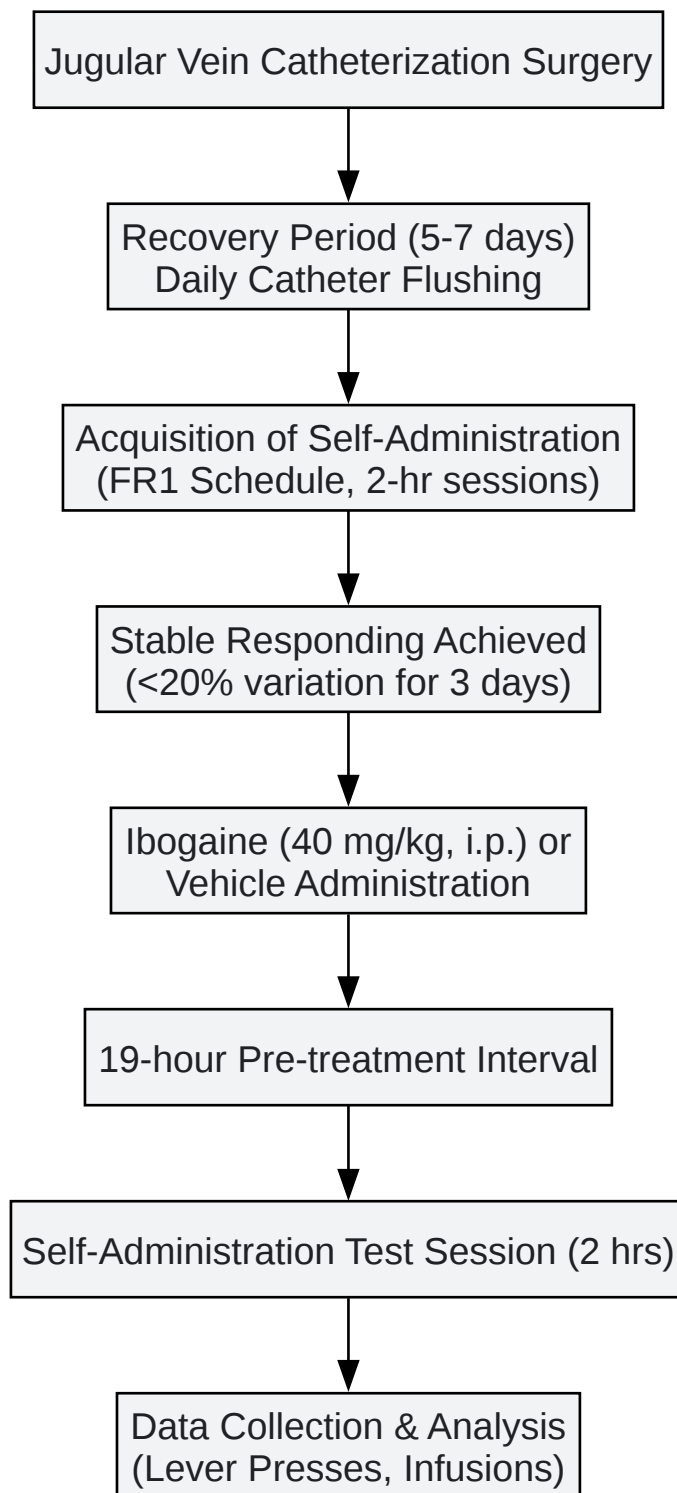 Jugular Vein Catheterization Surgery
Recovery Period (5-7 days)
Daily Catheter Flushing
Acquisition of Self-Administration
(FR1 Schedule, 2-hr sessions)
Stable Responding Achieved
(<20% variation for 3 days)
Ibogaine (40 mg/kg, i.p.) or
Vehicle Administration
19-hour Pre-treatment Interval
Self-Administration Test Session (2 hrs)
Data Collection & Analysis
(Lever Presses, Infusions)